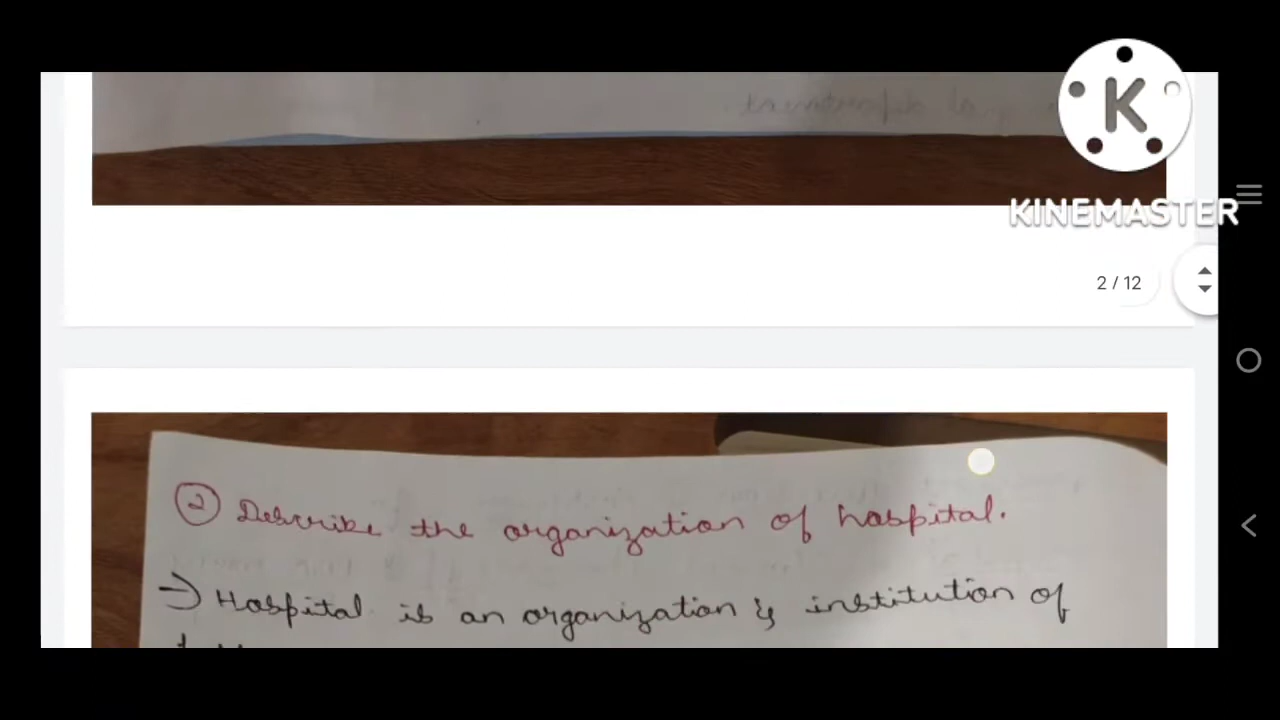 K
KINEMASTER
2 / 12
② Describe the organization of hospital.
→ Hospital is an organization & institution of